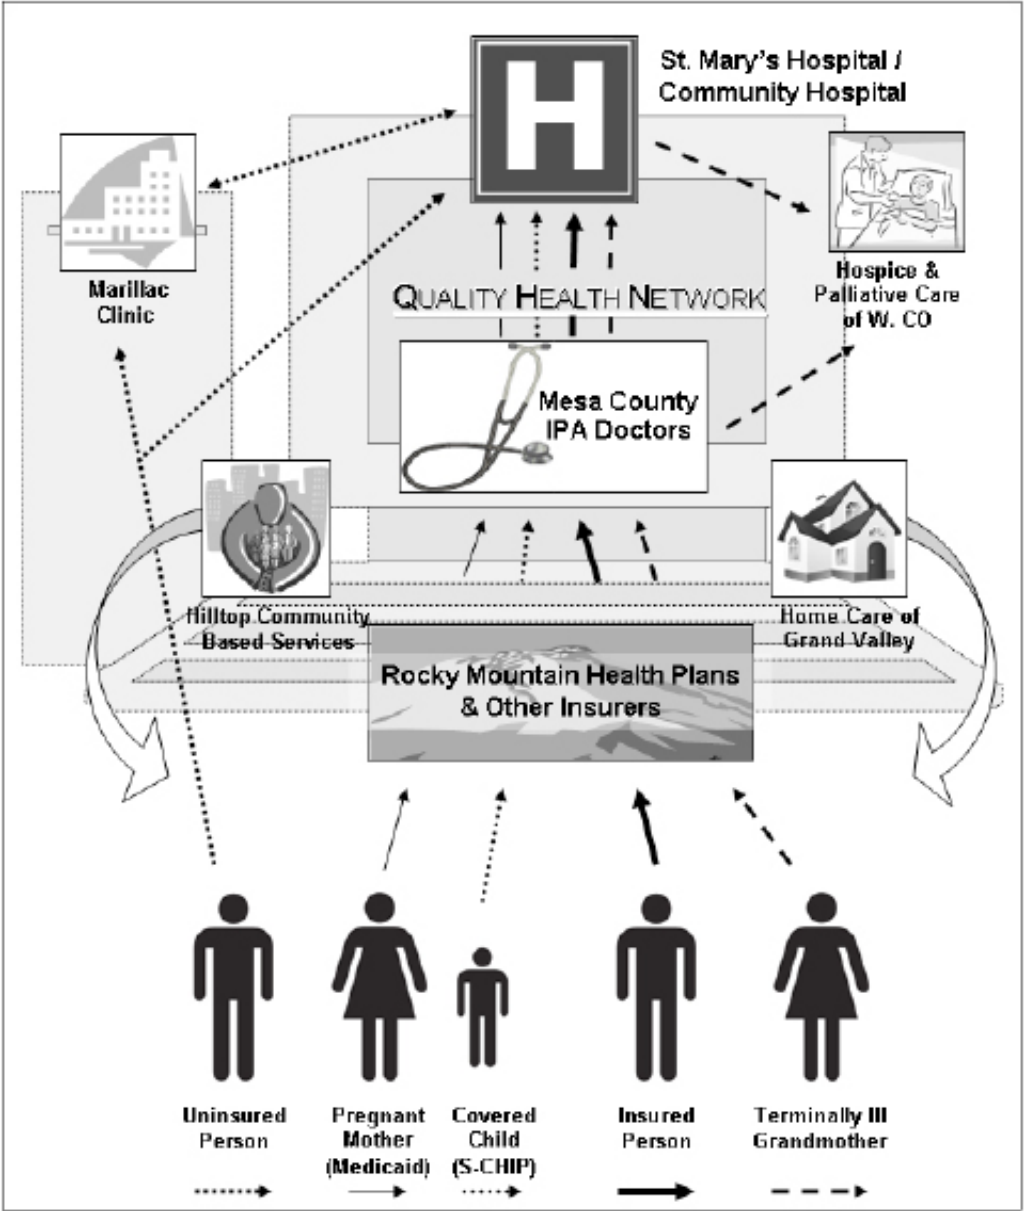 H
St. Mary's Hospital /
Community Hospital
Marillac
Clinic
Hospice &
Palliative Care
of W. CO
QUALITY HEALTH NETWORK
Mesa County
IPA Doctors
Hilltop Community
Based Services
Home Care of
Grand Valley
Rocky Mountain Health Plans
& Other Insurers
Uninsured
Person
Pregnant
Mother
(Medicaid)
Covered
Child
(S-CHIP)
Insured
Person
Terminally Ill
Grandmother